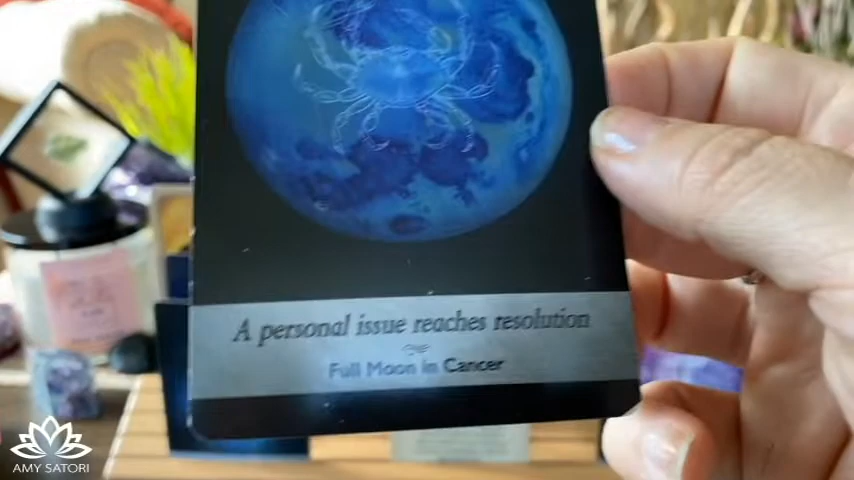 A personal issue reaches resolution
Full Moon in Cancer
AMY SATORI